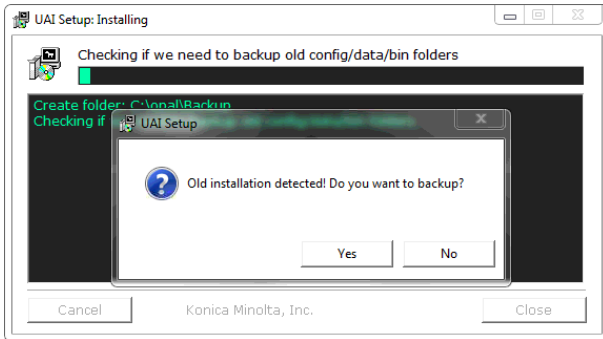 UAI Setup: Installing
Checking if we need to backup old config/data/bin folders
Create folder: C:\opal\Backup
Checking if
UAI Setup
Old installation detected! Do you want to backup?
Yes
No
Cancel
Konica Minolta, Inc.
Close